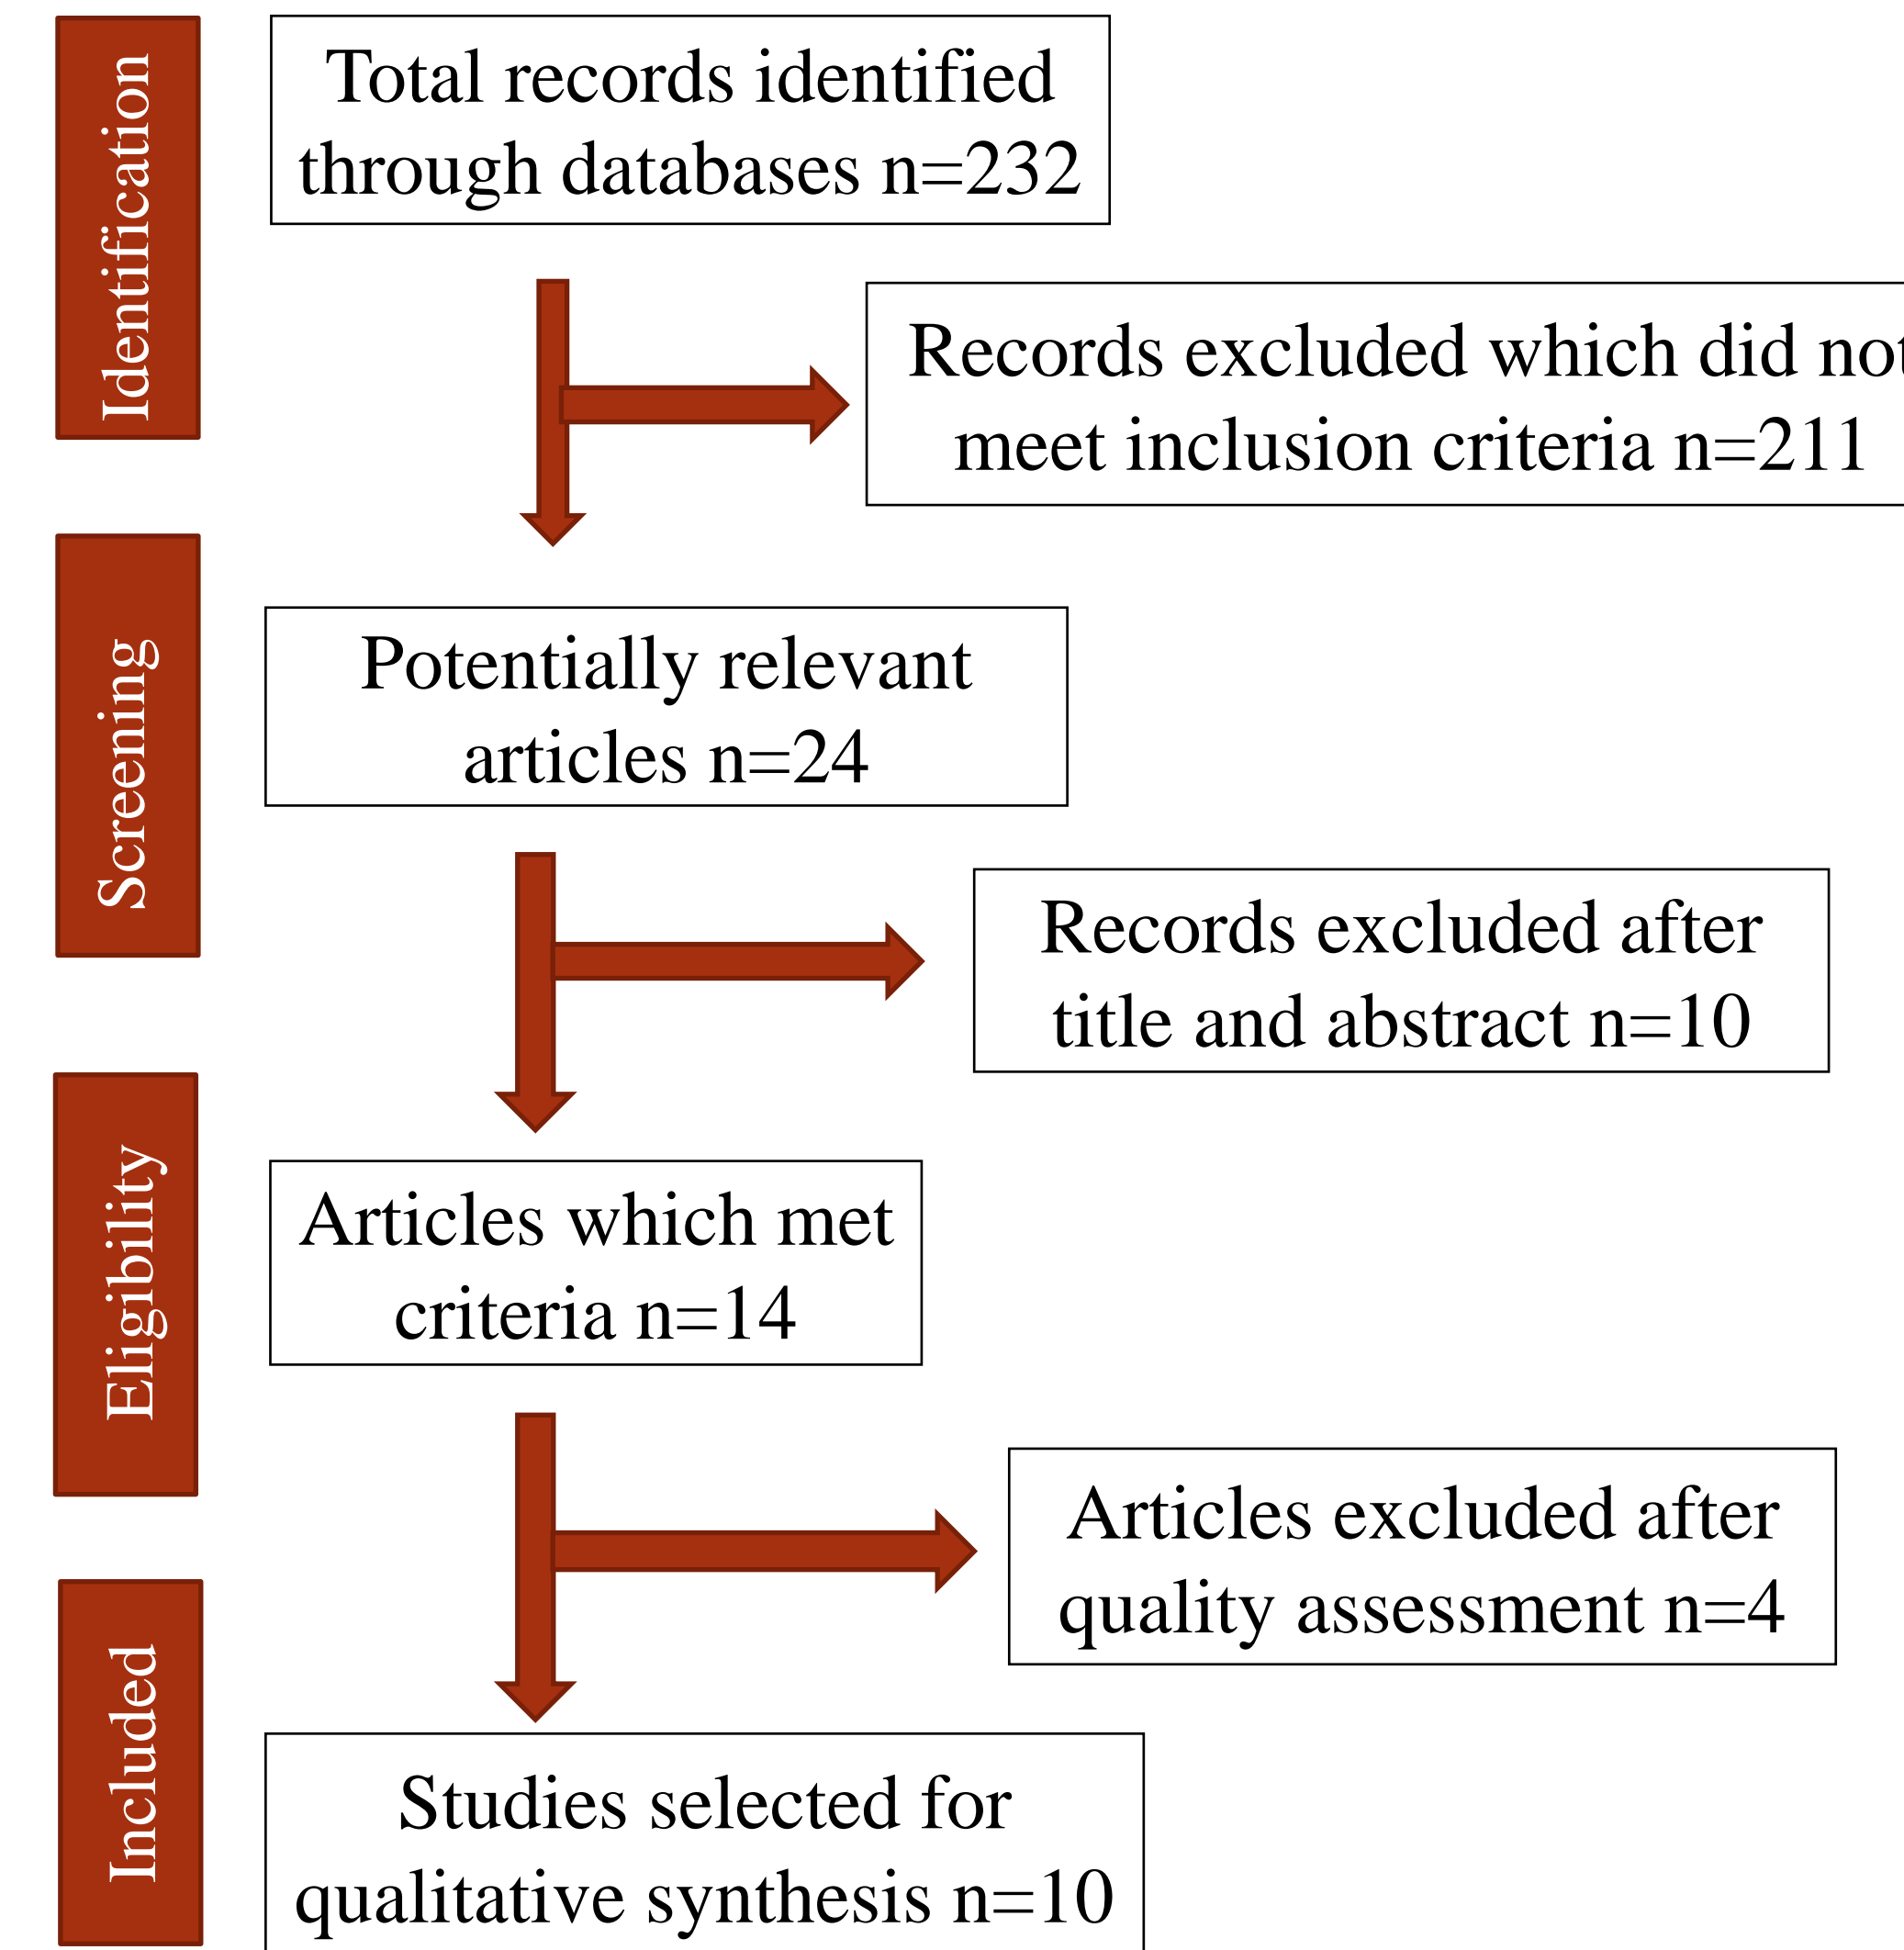 Identification
Total records identified
through databases n=232
Records excluded which did not
meet inclusion criteria n=211
Screening
Potentially relevant
articles n=24
Records excluded after
title and abstract n=10
Eligibility
Articles which met
criteria n=14
Articles excluded after
quality assessment n=4
Included
Studies selected for
qualitative synthesis n=10